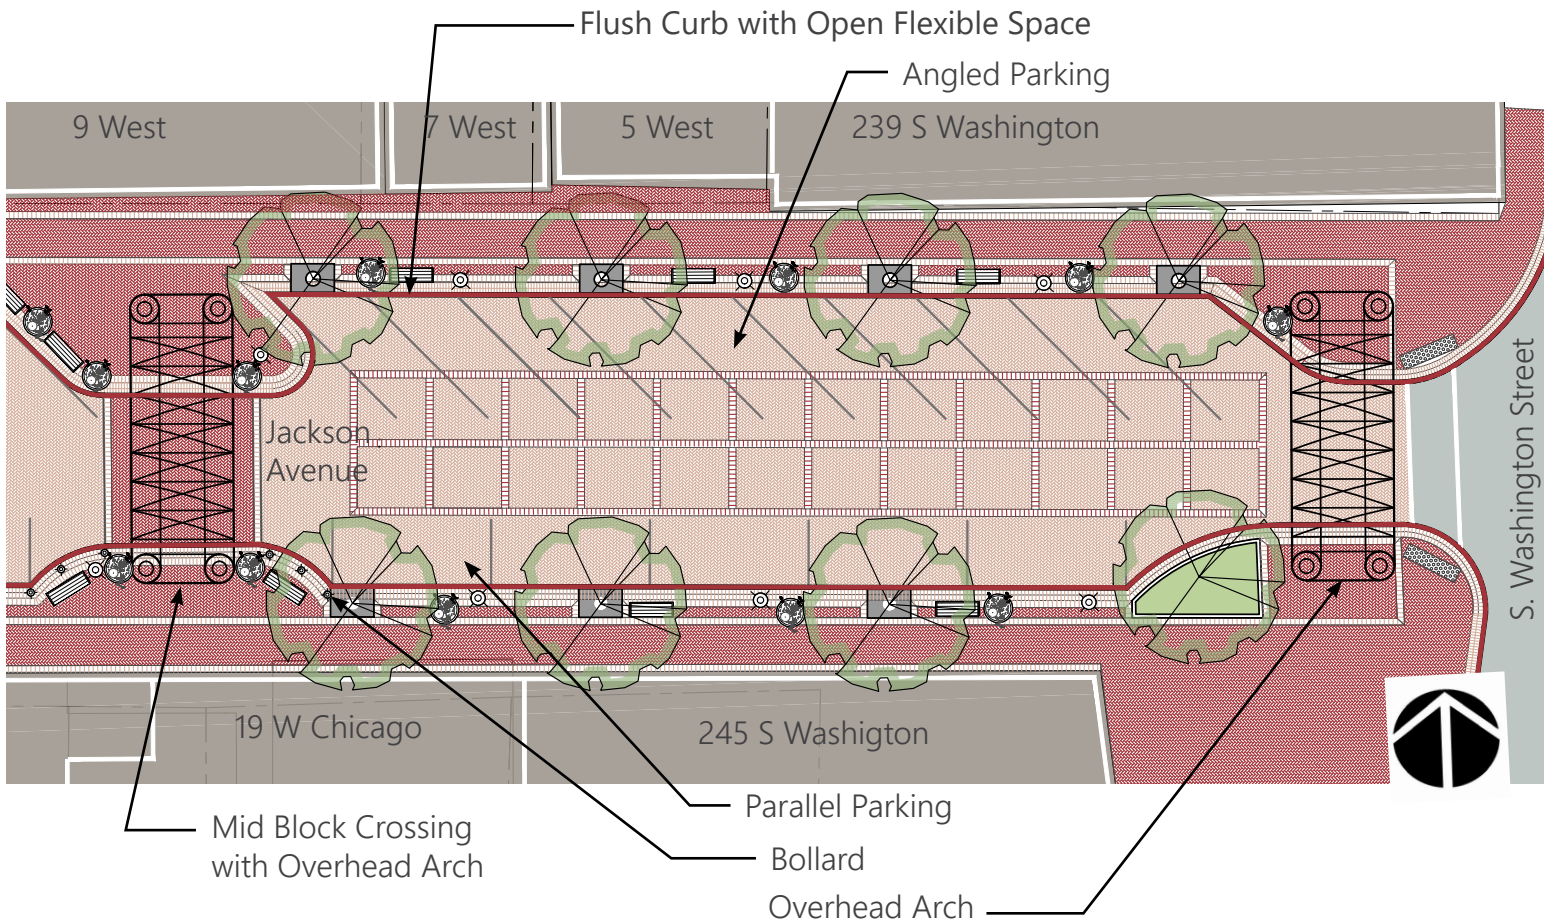 Flush Curb with Open Flexible Space
Angled Parking
9 West
7 West
5 West
239 S Washington
Jackson
Avenue
S. Washington Street
19 W Chicago
245 S Washigton
Parallel Parking
Mid Block Crossing
with Overhead Arch
Bollard
Overhead Arch